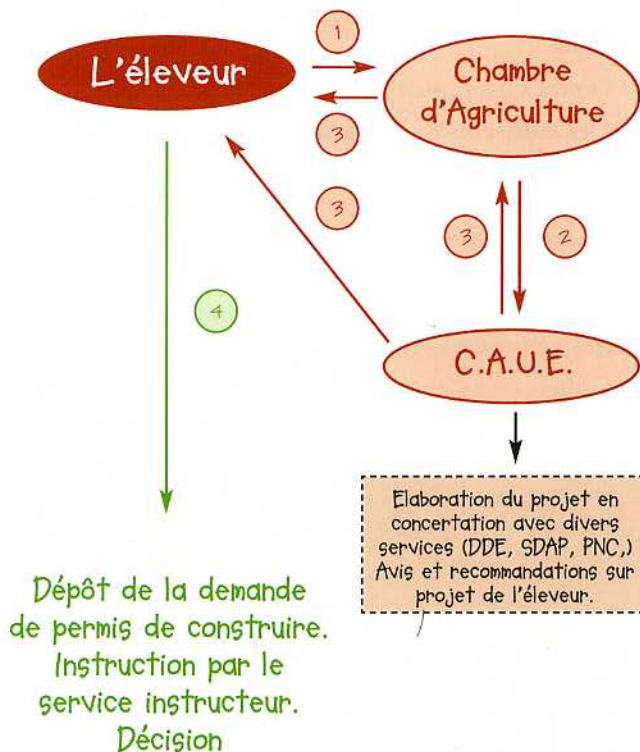 1
L'éleveur
Chambre
d'Agriculture
3
3
3
2
4
C.A.U.E.
Elaboration du projet en
concertation avec divers
services (DDE, SDAP, PNC,)
Avis et recommandations sur
projet de l'éleveur.
Dépôt de la demande
de permis de construire.
Instruction par le
service instructeur.
Décision